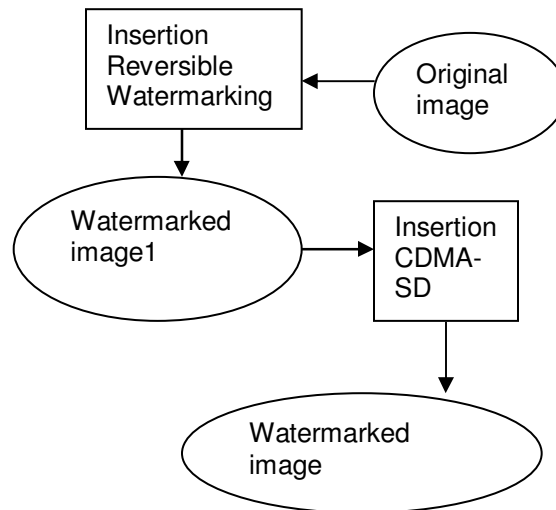 Insertion
Reversible
Watermarking
Original
image
Watermarked
image1
Insertion
CDMA-
SD
Watermarked
image